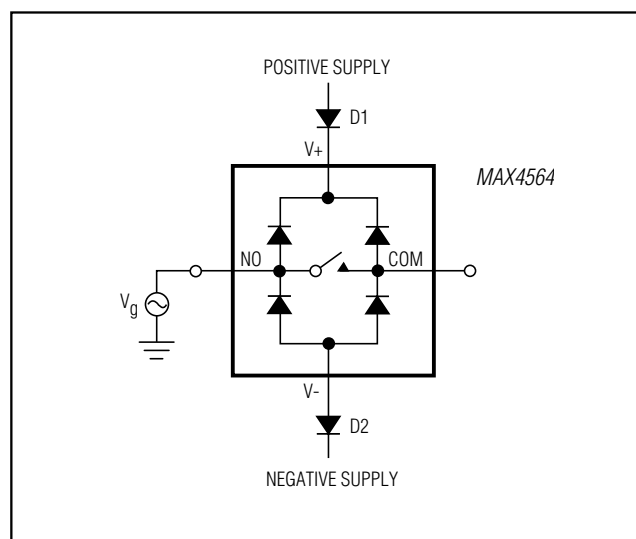 POSITIVE SUPPLY
D1
V+
MAX4564
NO
COM
Vg
V-
D2
NEGATIVE SUPPLY